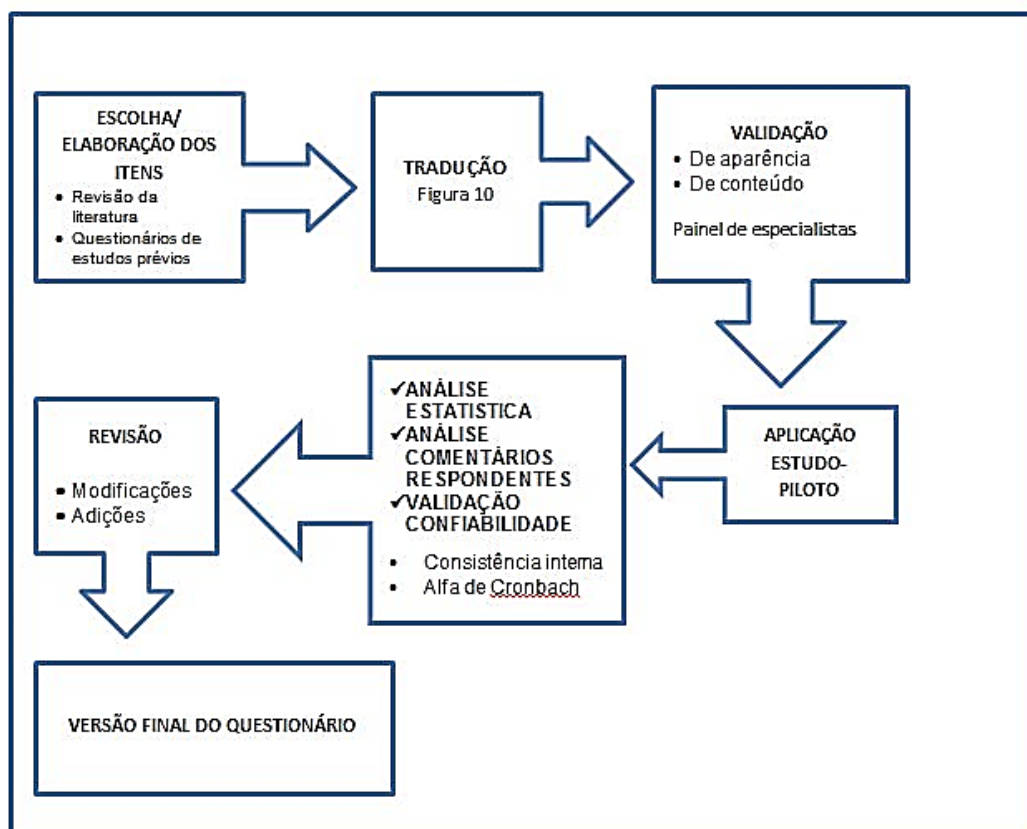 ESCOLHA/
ELABORAÇÃO DOS
ITENS
• Revisão da
literatura
• Questionários de
estudos prévios
TRADUÇÃO
Figura 10
VALIDAÇÃO
• De aparência
• De conteúdo
Painel de especialistas
APLICAÇÃO
ESTUDO-
PILOTO
✓ANÁLISE
ESTATISTICA
✓ANÁLISE
COMENTÁRIOS
RESPONDENTES
✓VALIDAÇÃO
CONFIABILIDADE
• Consistência interna
• Alfa de Cronbach
REVISÃO
• Modificações
• Adições
VERSÃO FINAL DO QUESTIONÁRIO